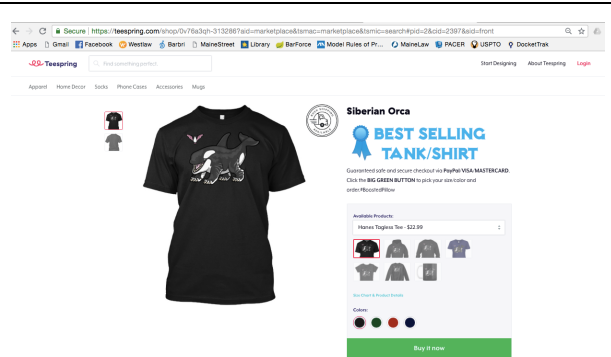 Secure https://teespring.com/shop/0v76a3qh-313286?aid=marketplace&tsmac=marketplace&tsmic=search#pid=2&cid=2397&sid=front
Apps Gmail Facebook Westlaw Barbri MaineStreet Library BarForce Model Rules of Pr... MaineLaw PACER USPTO DocketTrak
Teespring Find something perfect Start Designing About Teespring Login
Apparel Home Decor Socks Phone Cases Accessories Mugs
Siberian Orca
BEST SELLING
TANK/SHIRT
Guaranteed safe and secure checkout via PayPal/VISA/MASTERCARD.
Click the BIG GREEN BUTTON to pick your size/color and
order.#BoostedPillow
Available Products:
Hanes Tagless Tee - $22.99
Size Chart & Product Details
Colors:
Buy it now